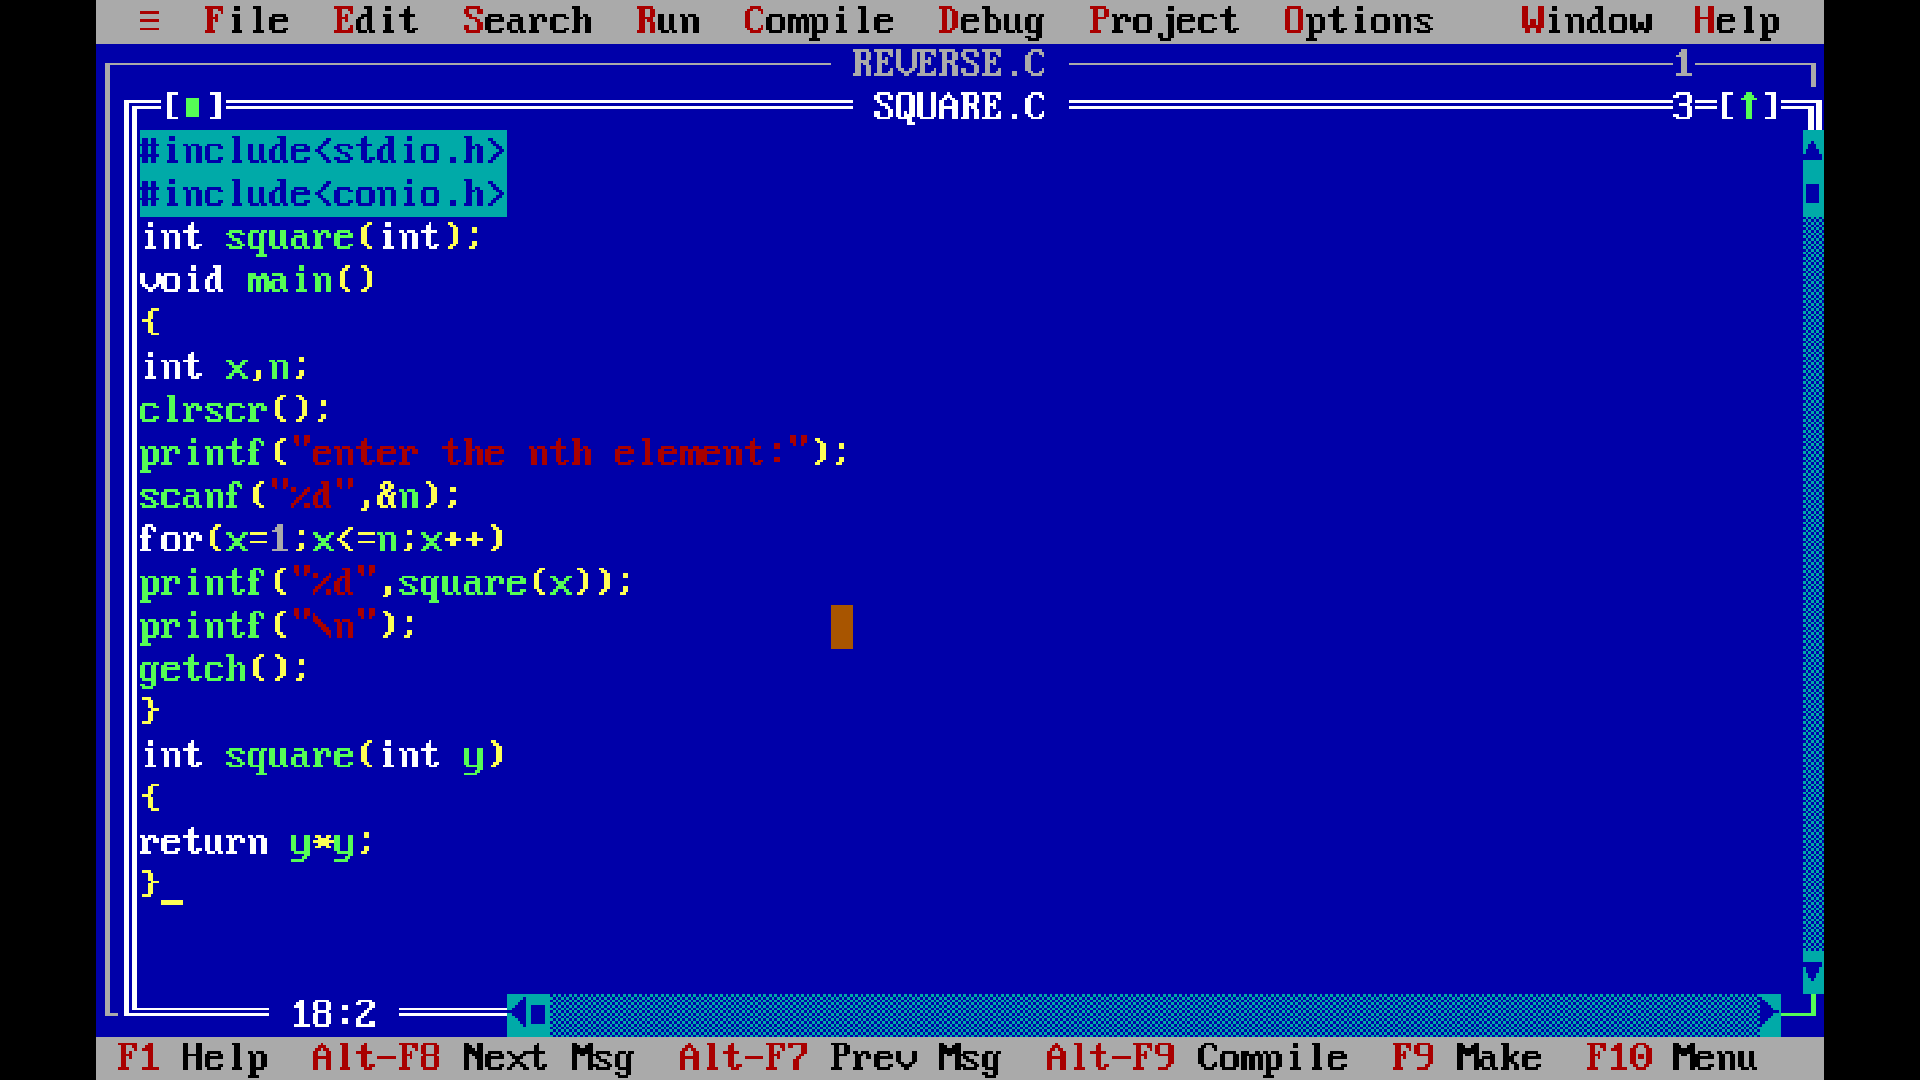 ≡ File Edit Search Run Compile Debug Project Options Window Help
REVERSE.C 1
[■] SQUARE.C 3=[↑]
#include<stdio.h>
#include<conio.h>
int square(int);
void main()
{
int x,n;
clrscr();
printf("enter the nth element:");
scanf("%d",&n);
for(x=1;x<=n;x++)
printf("%d",square(x));
printf("\n");
getch();
}
int square(int y)
{
return y*y;
}_
18:2
F1 Help Alt-F8 Next Msg Alt-F7 Prev Msg Alt-F9 Compile F9 Make F10 Menu